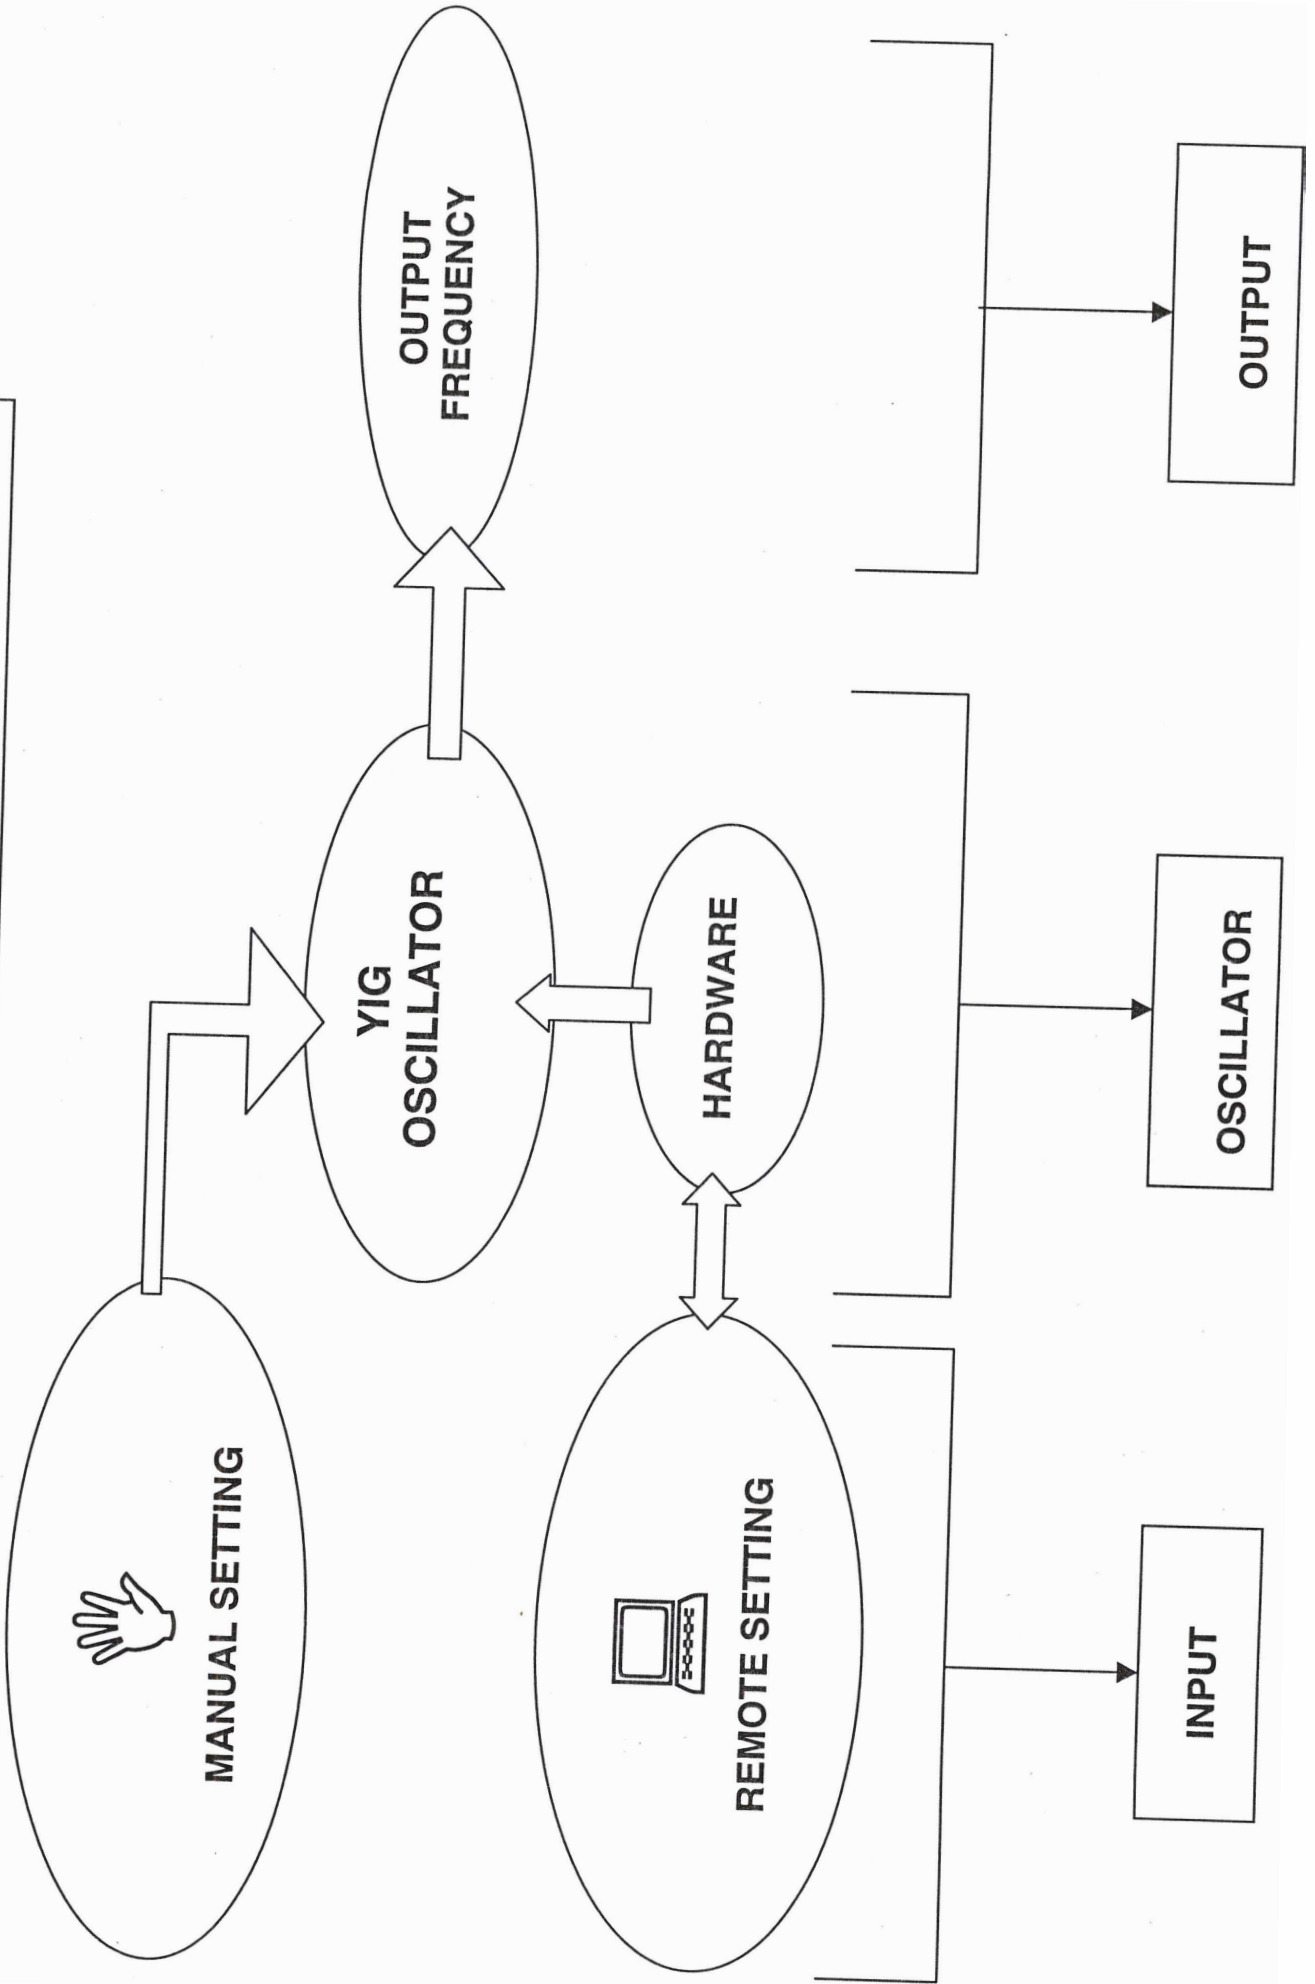 MANUAL SETTING
YIG
OSCILLATOR
OUTPUT
FREQUENCY
REMOTE SETTING
HARDWARE
INPUT
OSCILLATOR
OUTPUT